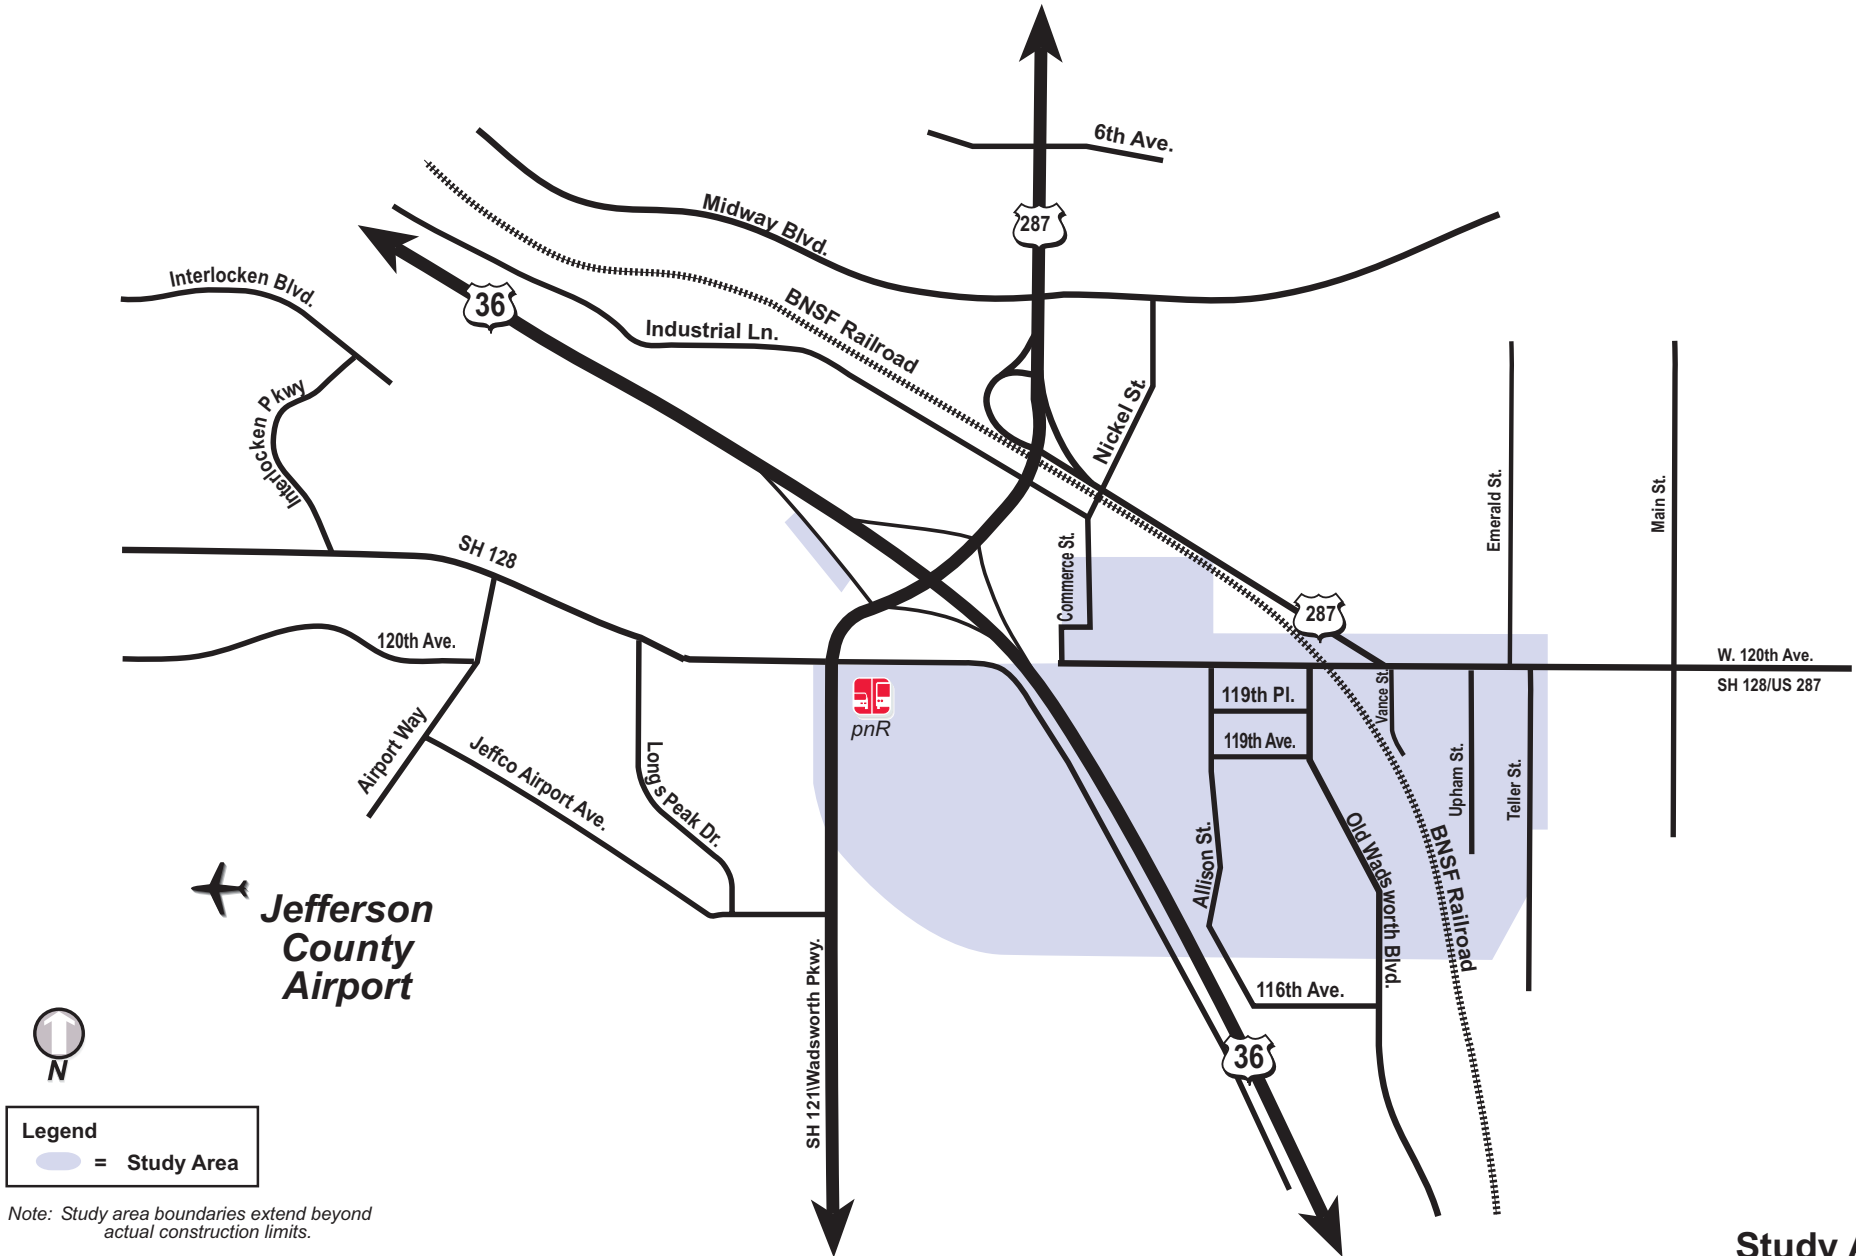 6th Ave.
287
Midway Blvd.
Interlocken Blvd.
36
BNSF Railroad
Industrial Ln.
Nickel St.
Interlocken Pkwy
Emerald St.
Main St.
SH 128
Commerce St.
287
120th Ave.
W. 120th Ave.
SH 128/US 287
119th Pl.
Vance St.
pnR
119th Ave.
Airport Way
Jeffco Airport Ave.
Long s Peak Dr.
Upham St.
Teller St.
Allison St.
Old Wadsworth Blvd.
BNSF Railroad
Jefferson
County
Airport
SH 121\Wadsworth Pkwy.
116th Ave.
36
N
Legend
= Study Area
Note: Study area boundaries extend beyond
actual construction limits.
Study